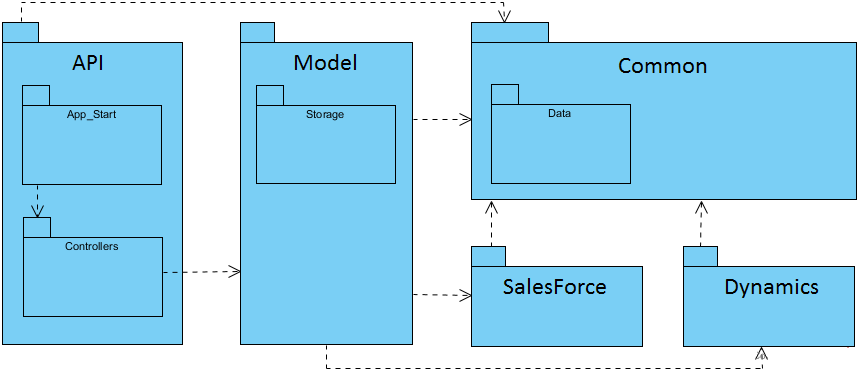 API
App_Start
Controllers
Model
Storage
Common
Data
SalesForce
Dynamics